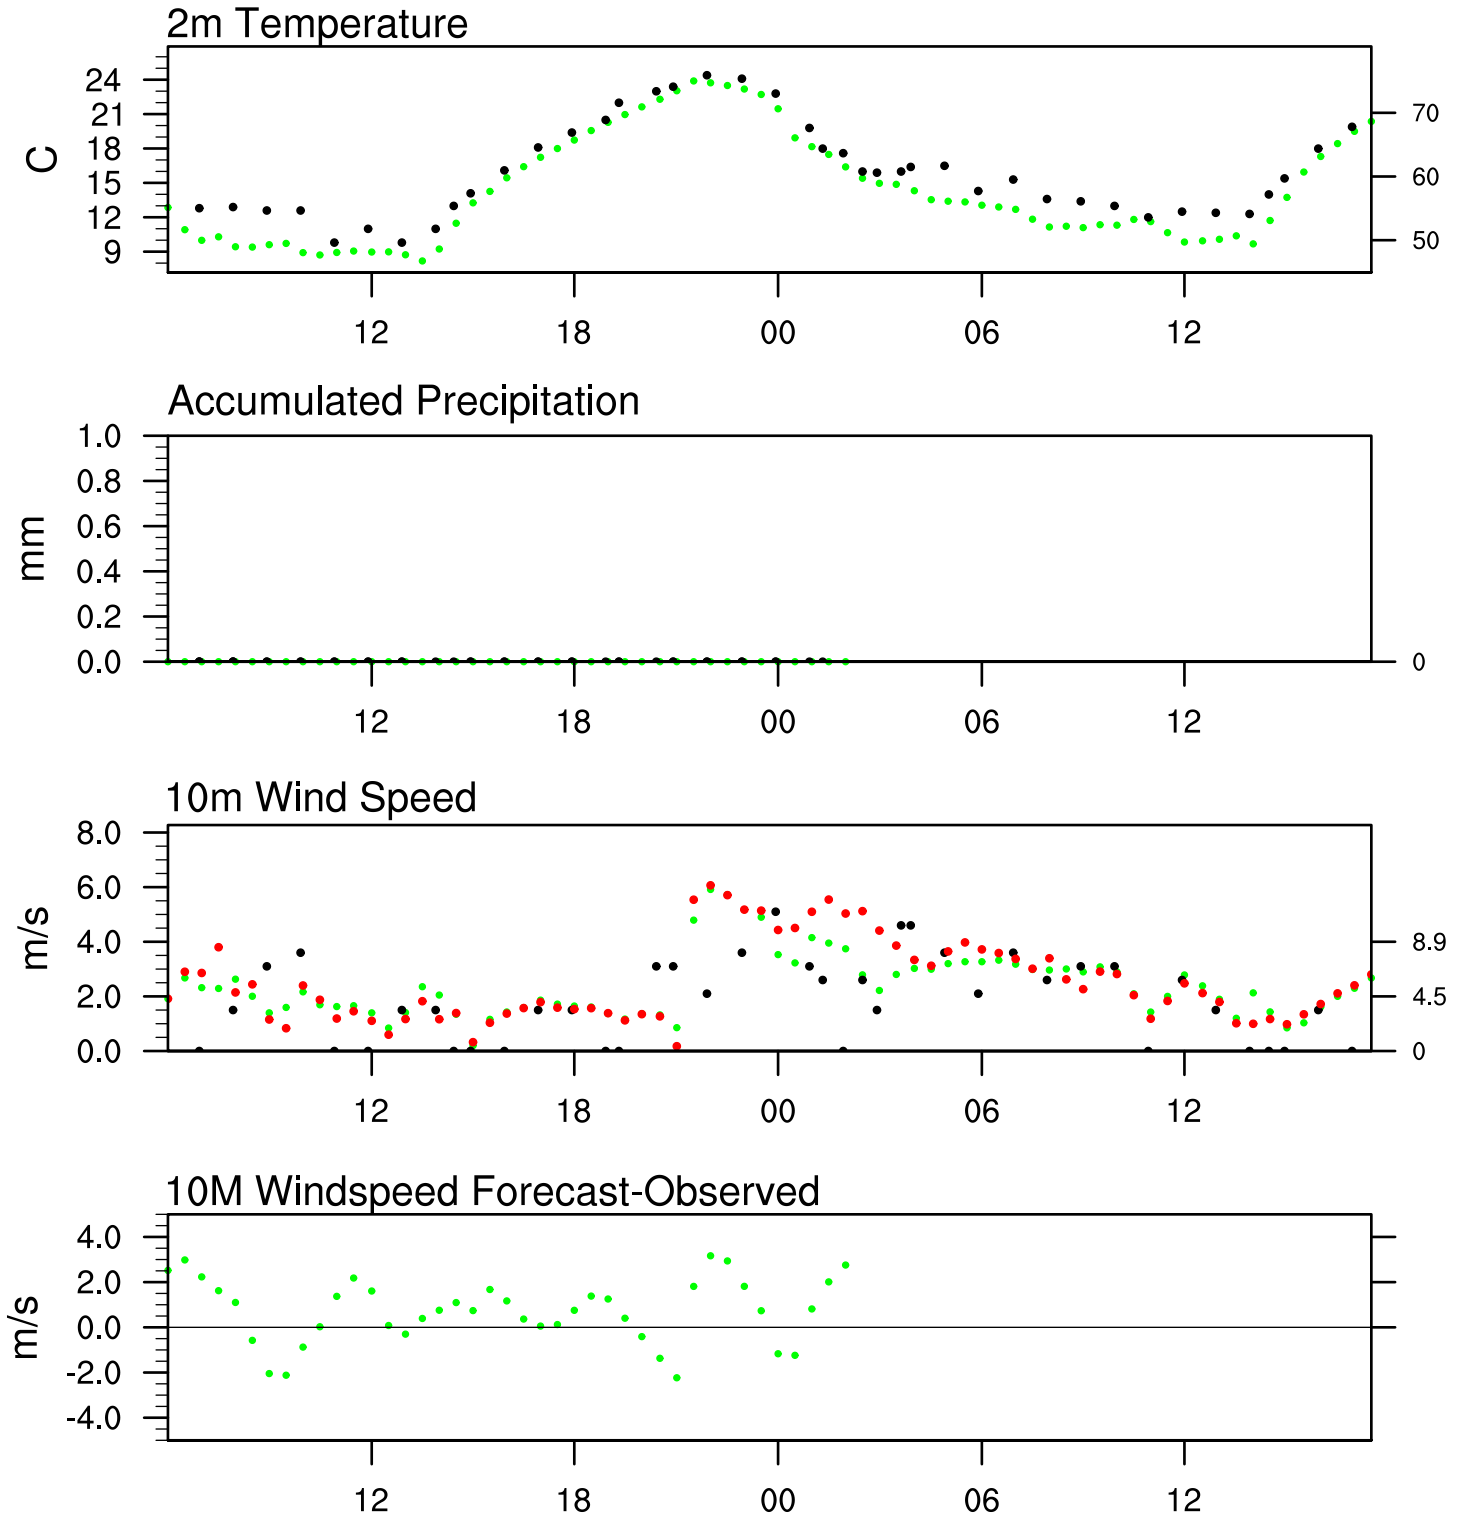 2m Temperature
24
21
18
15
12
9
C
70
60
50
12 18 00 06 12
Accumulated Precipitation
1.0
0.8
0.6
0.4
0.2
0.0
mm
0
12 18 00 06 12
10m Wind Speed
8.0
6.0
4.0
2.0
0.0
m/s
8.9
4.5
0
12 18 00 06 12
10M Windspeed Forecast-Observed
4.0
2.0
0.0
-2.0
-4.0
m/s
12 18 00 06 12